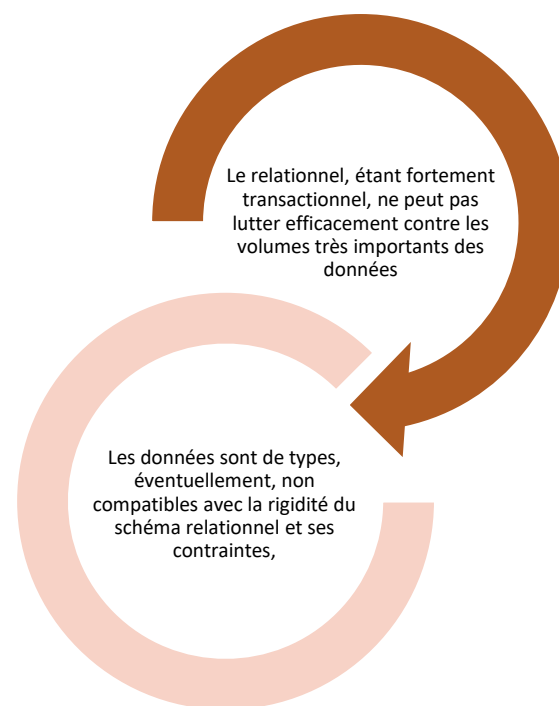 Le relationnel, étant fortement
transactionnel, ne peut pas
lutter efficacement contre les
volumes très importants des
données
Les données sont de types,
éventuellement, non
compatibles avec la rigidité du
schéma relationnel et ses
contraintes,